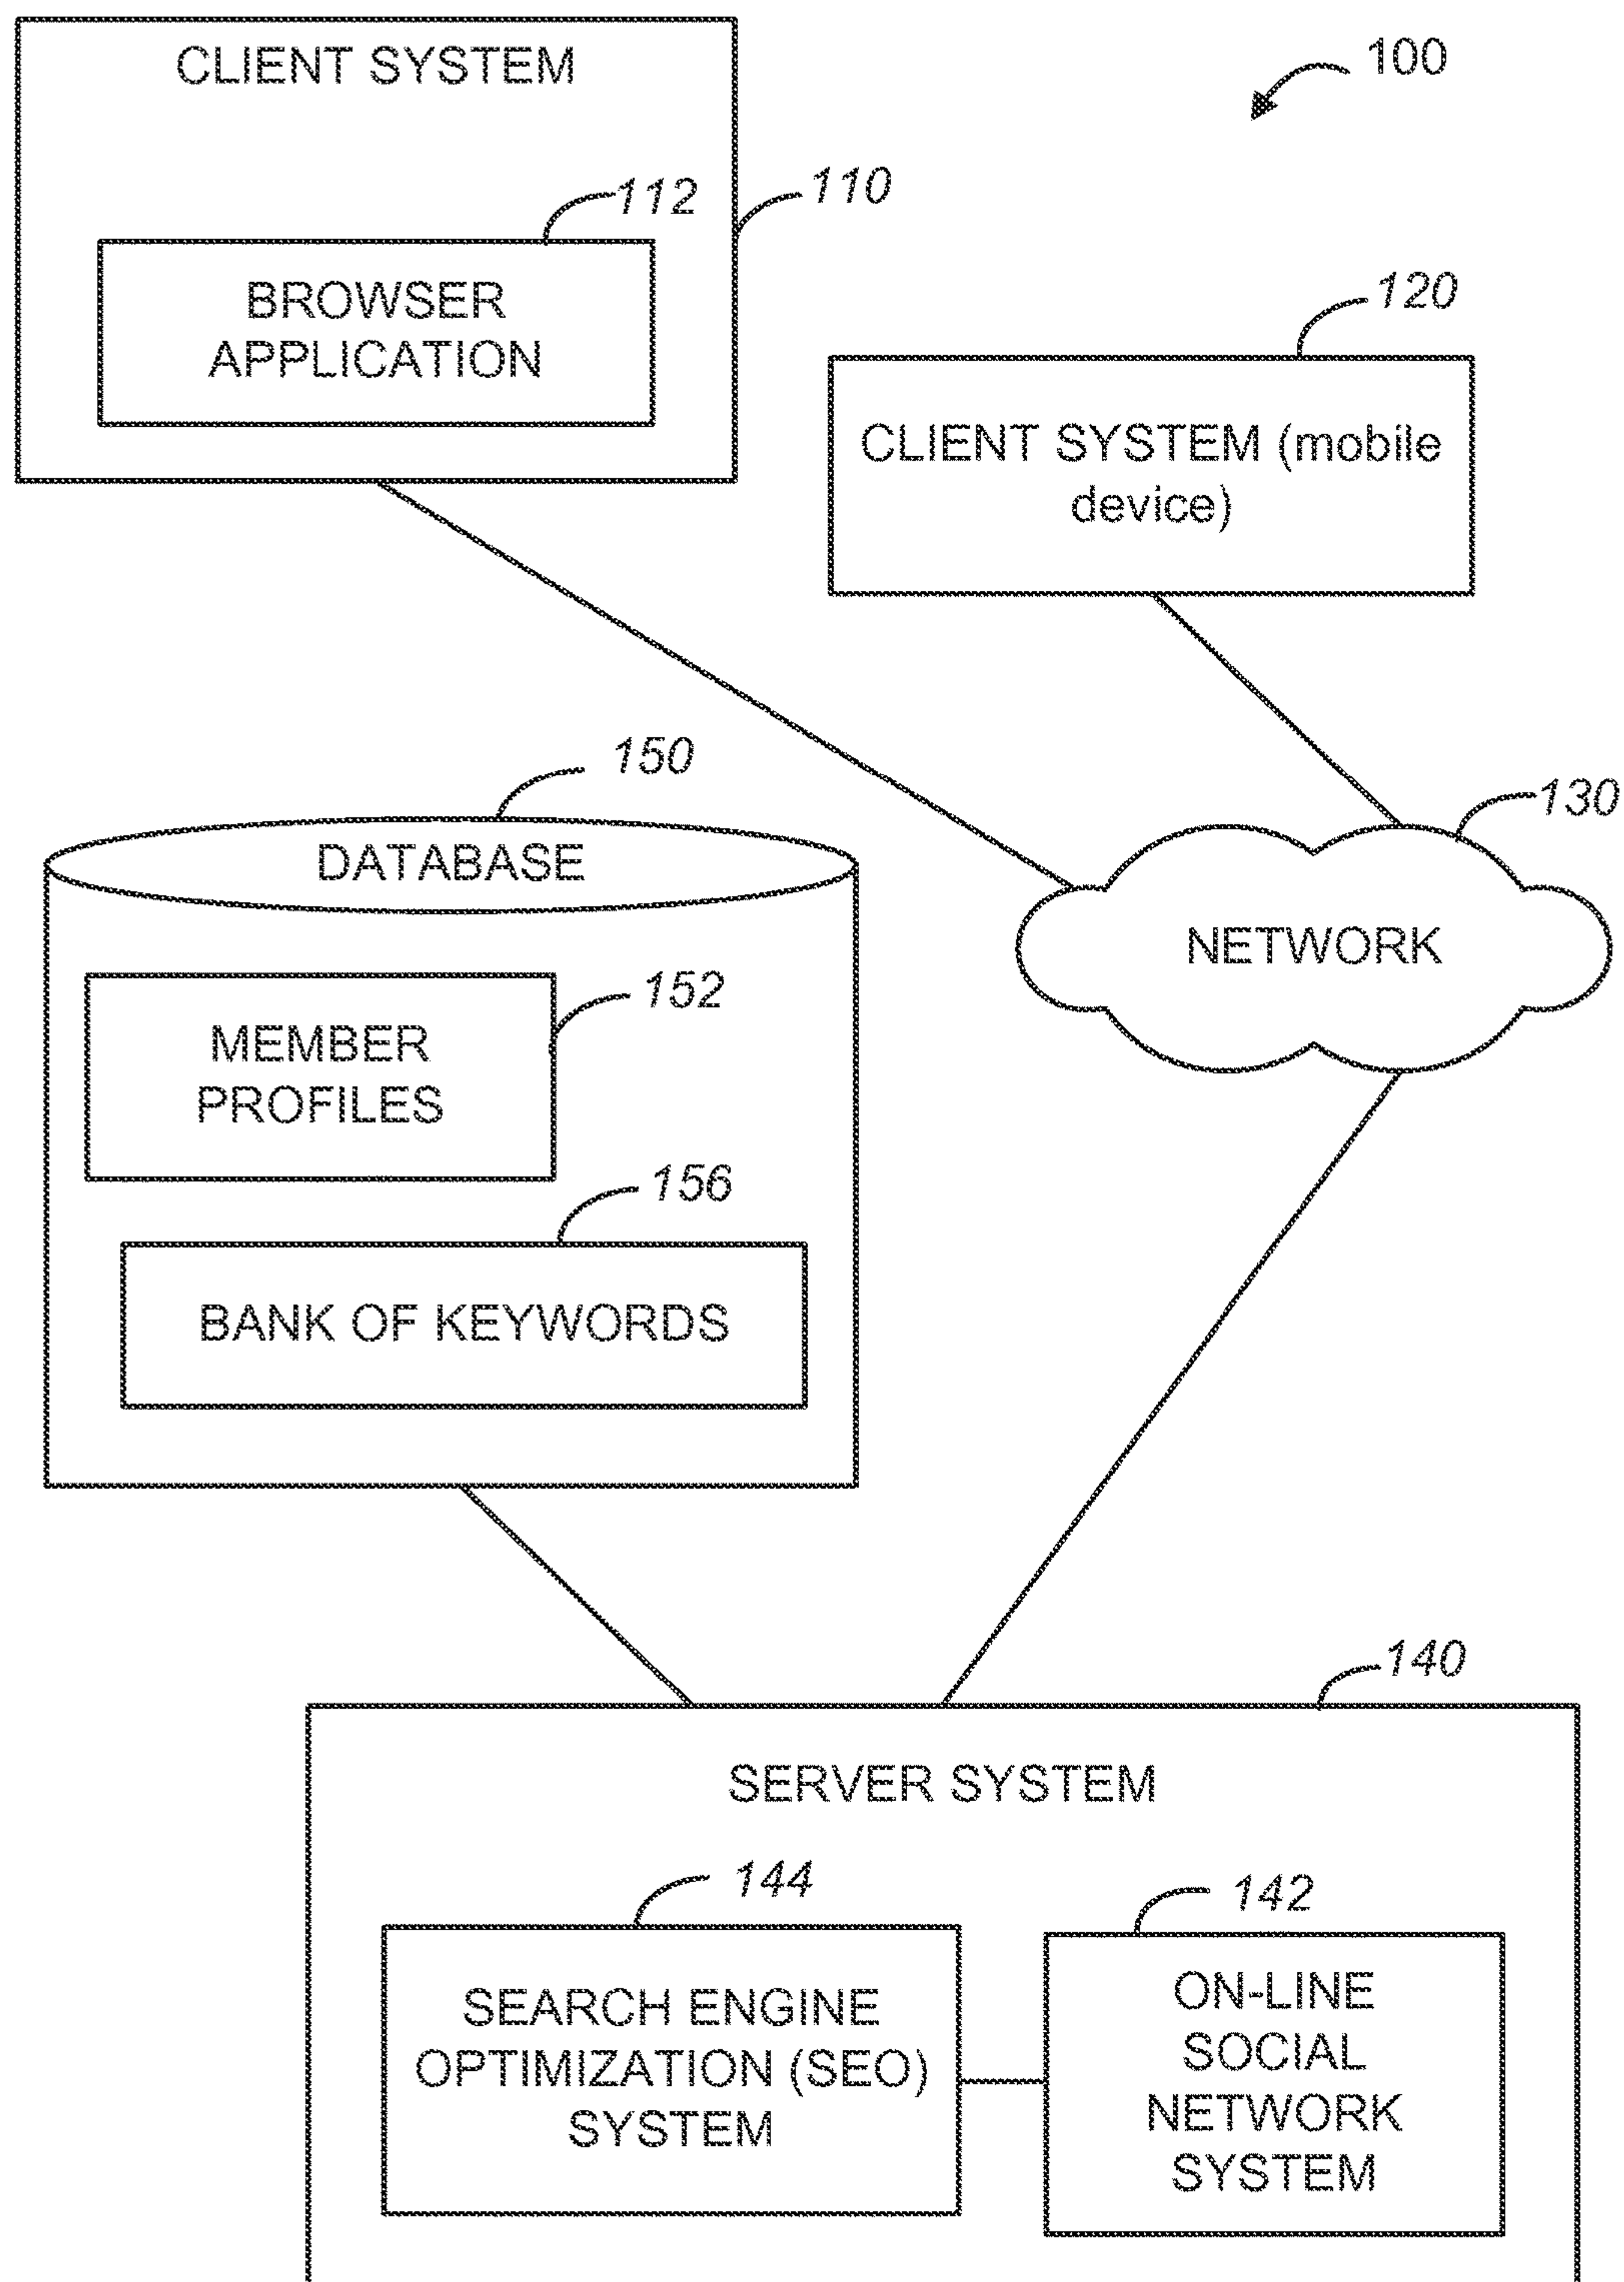 CLIENT SYSTEM
100
112
110
BROWSER
APPLICATION
120
CLIENT SYSTEM (mobile
device)
150
130
DATABASE
NETWORK
152
MEMBER
PROFILES
156
BANK OF KEYWORDS
140
SERVER SYSTEM
144
142
SEARCH ENGINE
OPTIMIZATION (SEO)
SYSTEM
ON-LINE
SOCIAL
NETWORK
SYSTEM